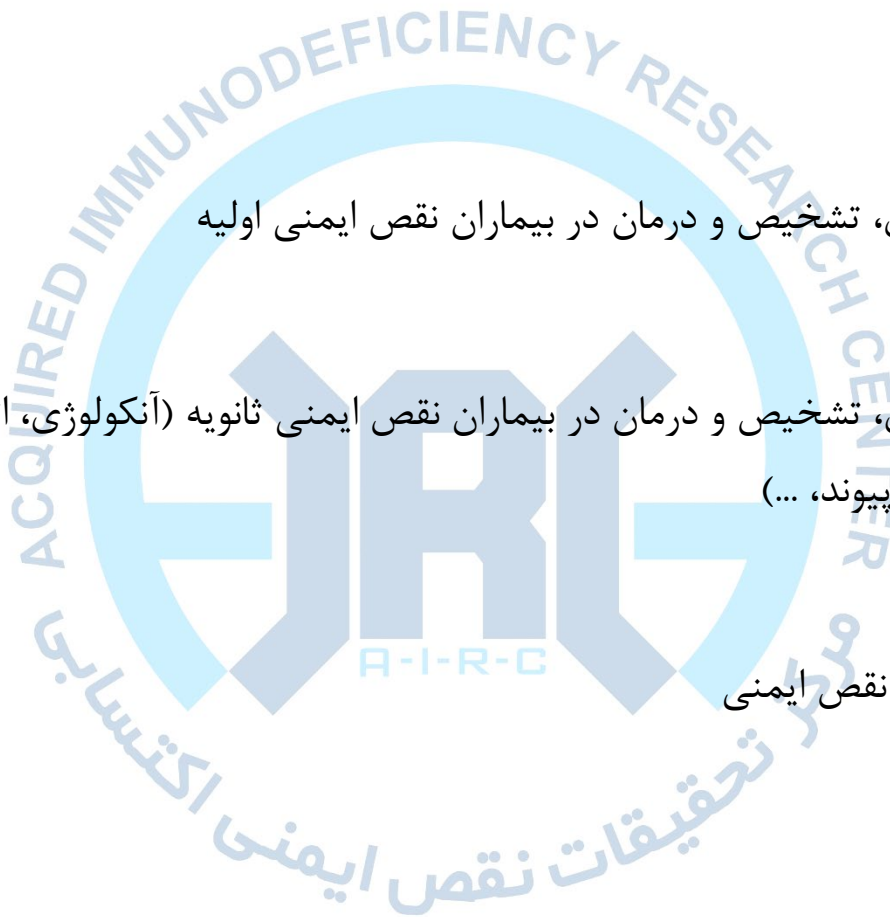 ACQUIRED IMMUNODEFICIENCY RESEARCH CENTER
، تشخیص و درمان در بیماران نقص ایمنی اولیه
، تشخیص و درمان در بیماران نقص ایمنی ثانویه (آنکولوژی،
پیوند، ...)
A-I-R-C
نقص ایمنی
مرکز تحقیقات نقص ایمنی اکتسابی